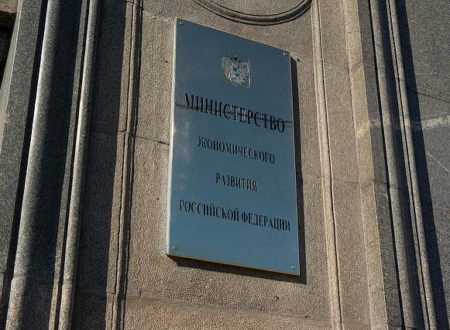 МИНИСТЕРСТВО
ЭКОНОМИЧЕСКОГО
РАЗВИТИЯ
РОССИЙСКОЙ ФЕДЕРАЦИИ